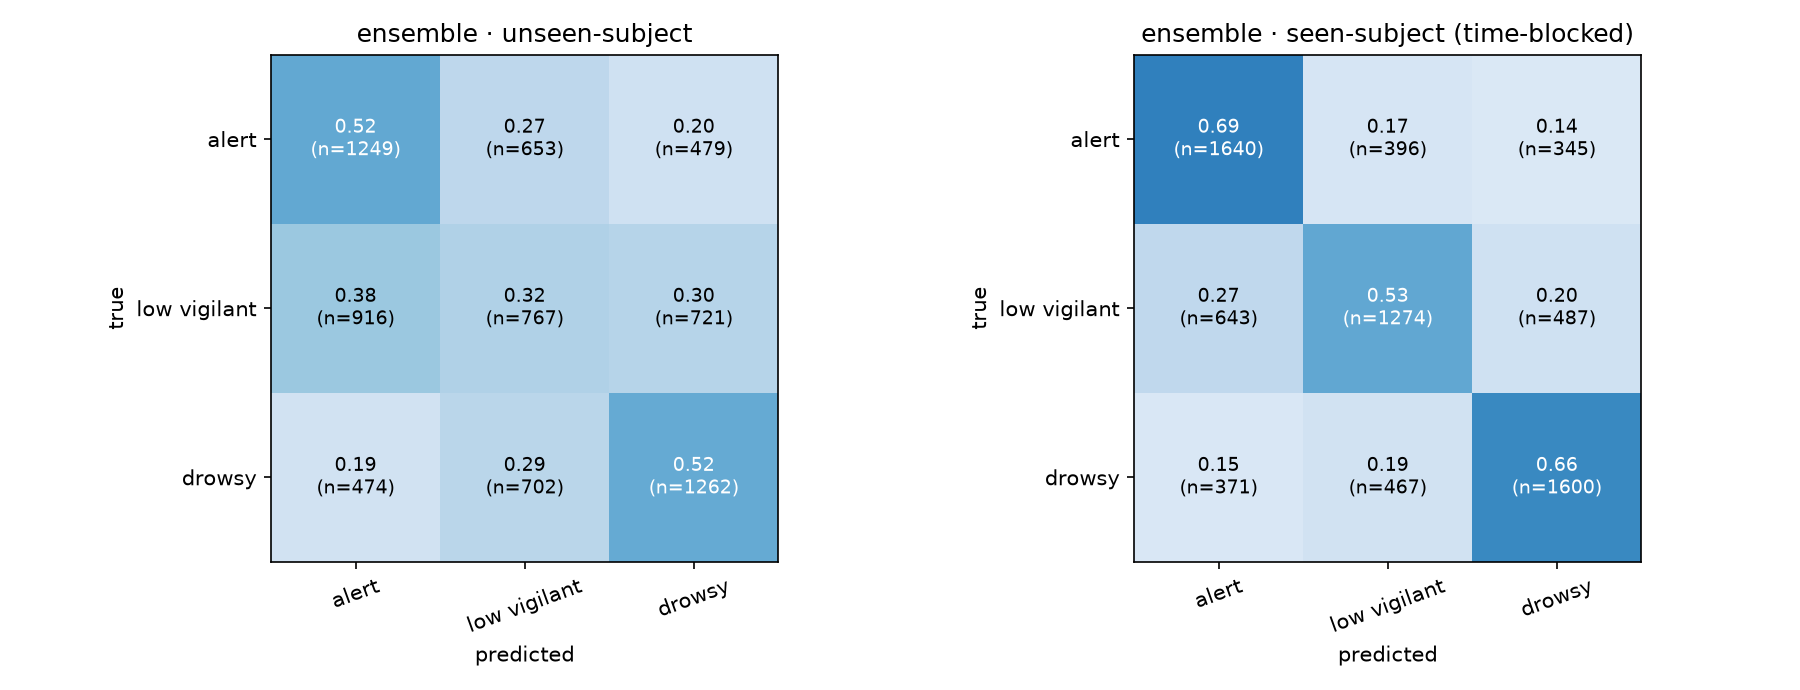 ensemble · unseen-subject
true
alert
low vigilant
drowsy
0.52
(n=1249)
0.27
(n=653)
0.20
(n=479)
0.38
(n=916)
0.32
(n=767)
0.30
(n=721)
0.19
(n=474)
0.29
(n=702)
0.52
(n=1262)
alert
low vigilant
drowsy
predicted
ensemble · seen-subject (time-blocked)
true
alert
low vigilant
drowsy
0.69
(n=1640)
0.17
(n=396)
0.14
(n=345)
0.27
(n=643)
0.53
(n=1274)
0.20
(n=487)
0.15
(n=371)
0.19
(n=467)
0.66
(n=1600)
alert
low vigilant
drowsy
predicted